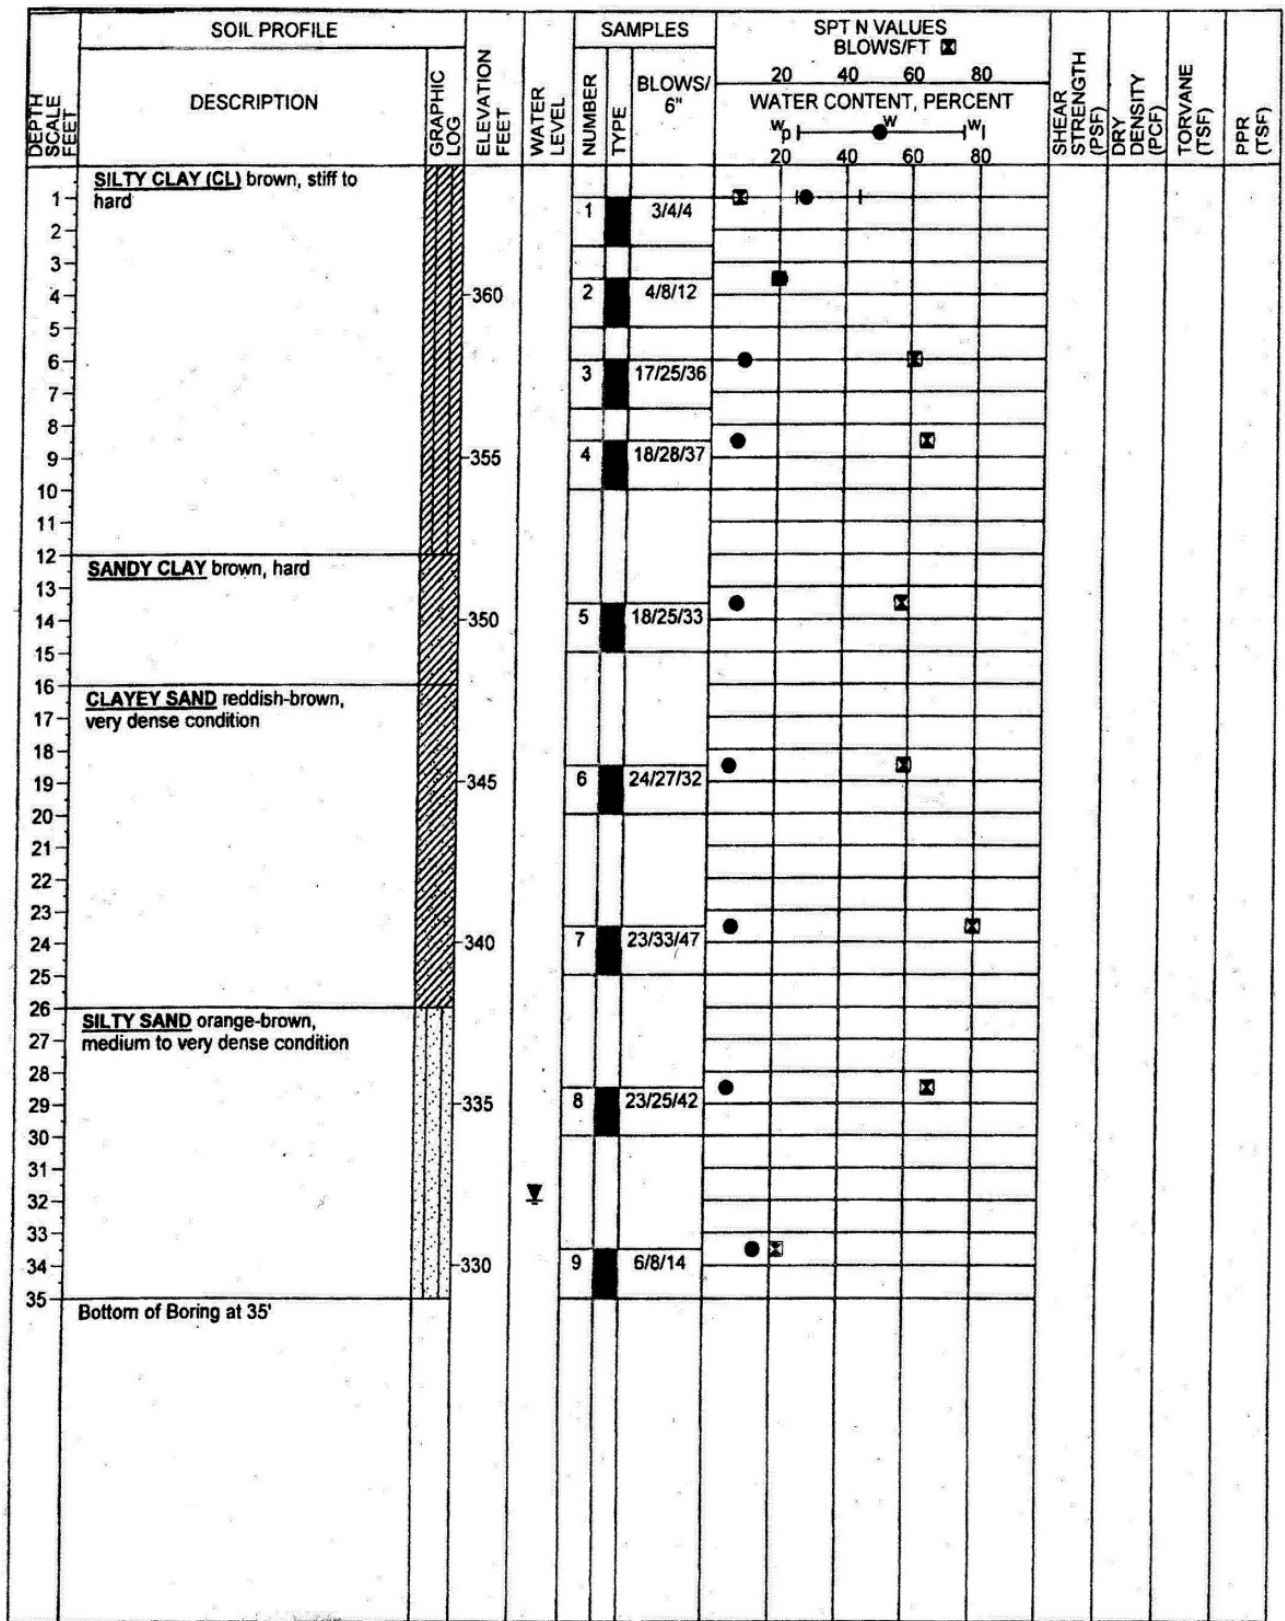 SOIL PROFILE
SAMPLES
SPT N VALUES
BLOWS/FT
20 40 60 80
DEPTH
SCALE
FEET
DESCRIPTION
GRAPHIC
LOG
ELEVATION
FEET
WATER
LEVEL
NUMBER
TYPE
BLOWS/
6"
WATER CONTENT, PERCENT
Wp W W
20 40 60 80
SHEAR
STRENGTH
(PSF)
DRY
DENSITY
(PCF)
TORVANE
(TSF)
PPR
(TSF)
SILTY CLAY (CL) brown, stiff to
hard
1
1 3/4/4
2
3
2 4/8/12
4 360
5
6
3 17/25/36
7
8
4 18/28/37
9 355
10
11
12
SANDY CLAY brown, hard
13
5 18/25/33
14 350
15
16
CLAYEY SAND reddish-brown,
very dense condition
17
18
6 24/27/32
19 345
20
21
22
23
7 23/33/47
24 340
25
26
SILTY SAND orange-brown,
medium to very dense condition
27
28
8 23/25/42
29 335
30
31
32
33
9 6/8/14
34 330
35
Bottom of Boring at 35'